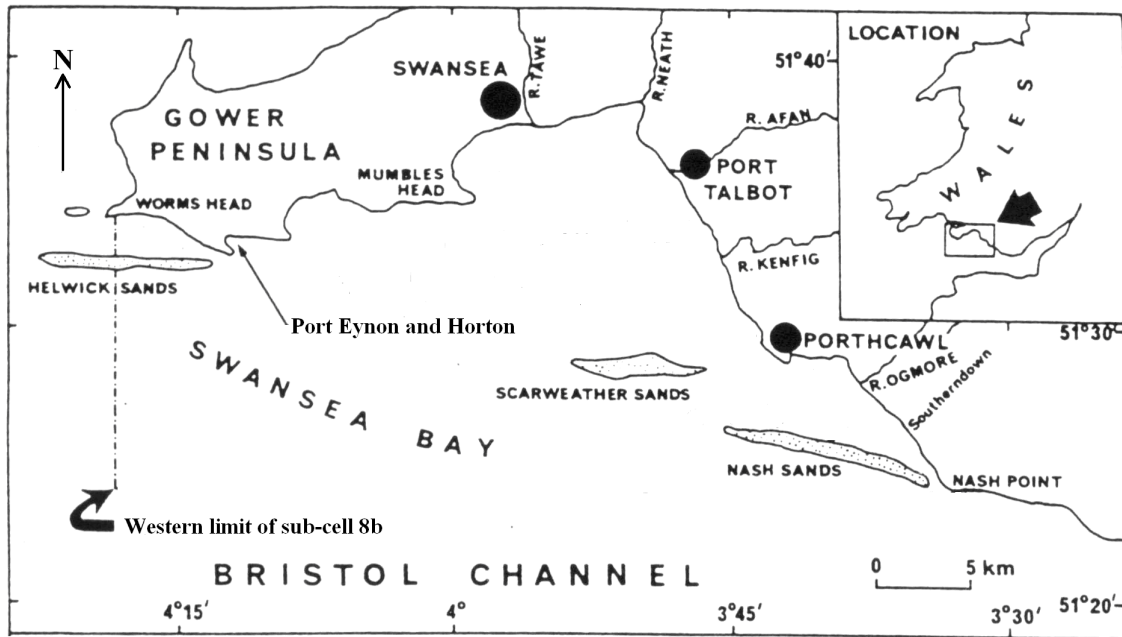 N
SWANSEA
R. TAWE
R. NEATH
51°40'
LOCATION
WALES
GOWER
PENINSULA
R. AFAN
MUMBLES
HEAD
PORT
TALBOT
WORMS HEAD
R. KENFIG
HELWICK SANDS
Port Eynon and Horton
51°30'
PORTHCAWL
SWANSEA BAY
SCARWEATHER SANDS
R. OGMORE
Southerndown
NASH SANDS
NASH POINT
Western limit of sub-cell 8b
BRISTOL CHANNEL
0 5 km
4°15'
4°
3°45'
3°30'
51°20'